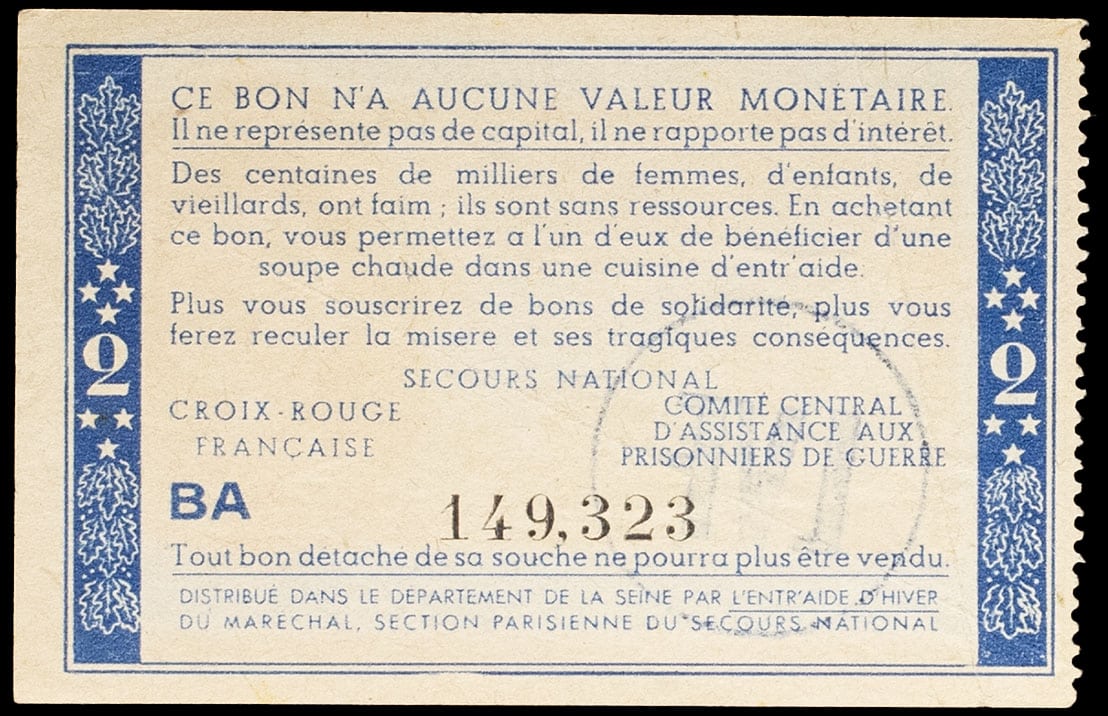 CE BON N'A AUCUNE VALEUR MONÉTAIRE.
Il ne représente pas de capital, il ne rapporte pas d'intérêt.
Des centaines de milliers de femmes, d'enfants, de
vieillards, ont faim ; ils sont sans ressources. En achetant
ce bon, vous permettez a l'un d'eux de bénéficier d'une
soupe chaude dans une cuisine d'entr'aide.
Plus vous souscrirez de bons de solidarité, plus vous
ferez reculer la misere et ses tragiques conséquences.
2
2
SECOURS NATIONAL
CROIX-ROUGE
FRANÇAISE
COMITÉ CENTRAL
D'ASSISTANCE AUX
PRISONNIERS DE GUERRE
BA
149,323
Tout bon détaché de sa souche ne pourra plus être vendu.
DISTRIBUÉ DANS LE DEPARTEMENT DE LA SEINE PAR L'ENTR'AIDE D'HIVER
DU MARÉCHAL, SECTION PARISIENNE DU SECOURS NATIONAL